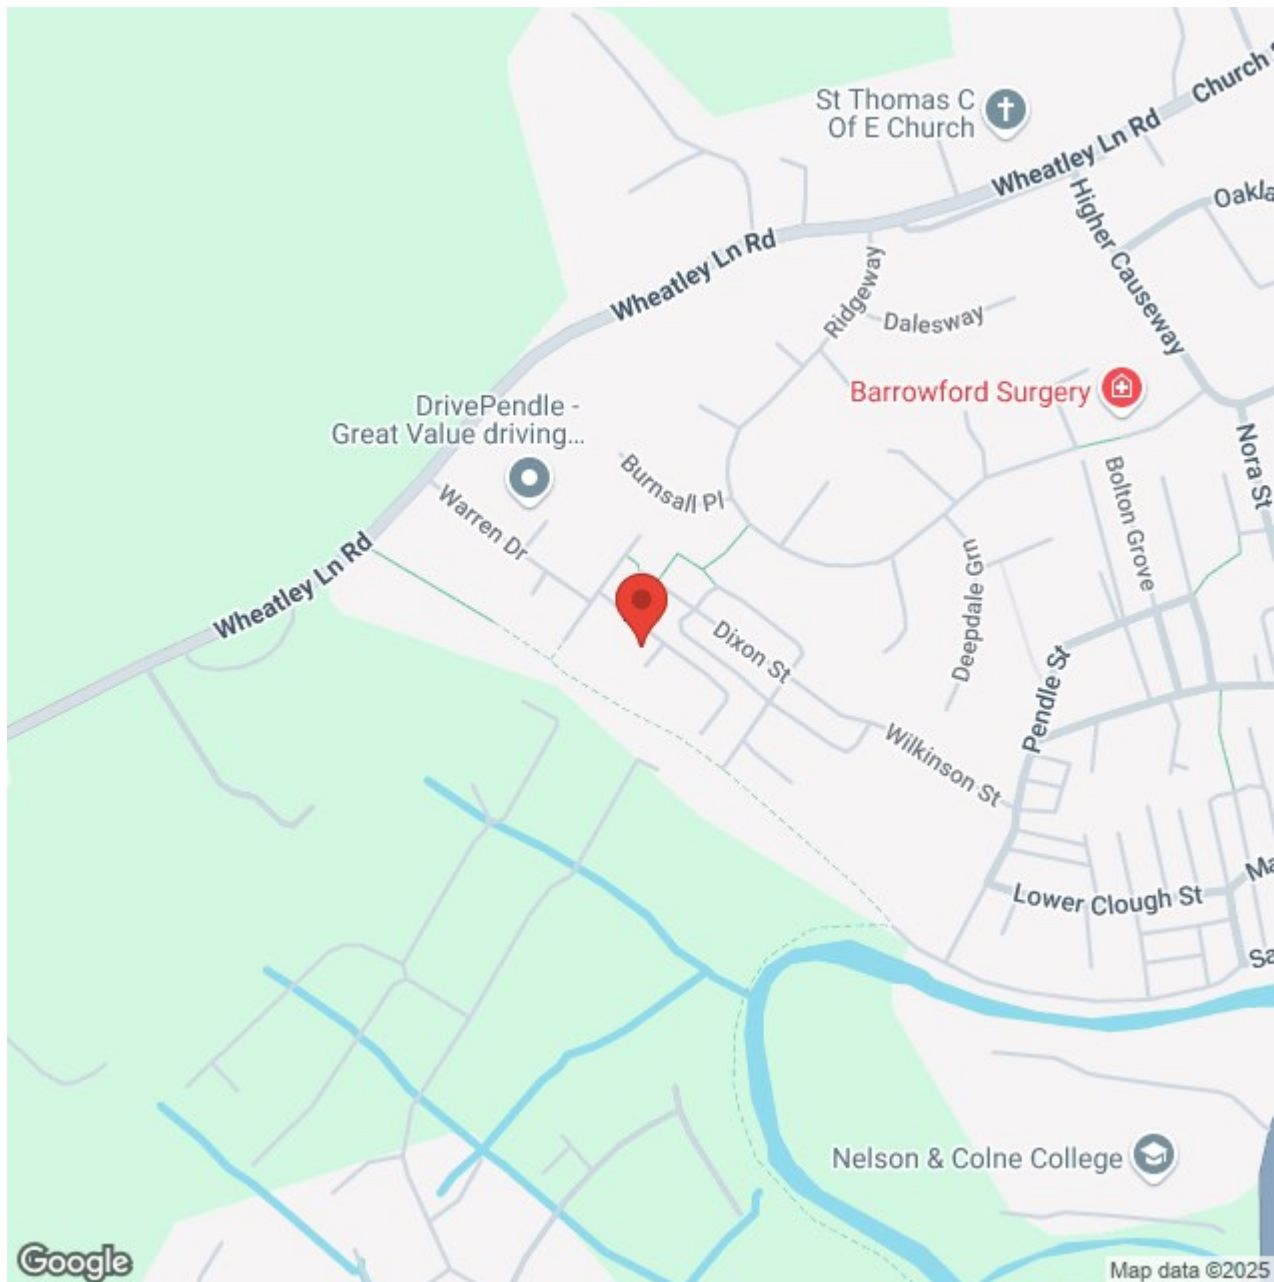 St Thomas C
Of E Church
Church
Wheatley Ln Rd
Oakla
Higher Causeway
Wheatley Ln Rd
Ridgeway
Dalesway
Barrowford Surgery
DrivePendle -
Great Value driving...
Nora St
Burnsall Pl
Bolton Grove
Warren Dr
Wheatley Ln Rd
Deepdale Grn
Dixon St
Pendle St
Wilkinson St
Lower Clough St
Ma
Sa
Nelson & Colne College
Google
Map data ©2025